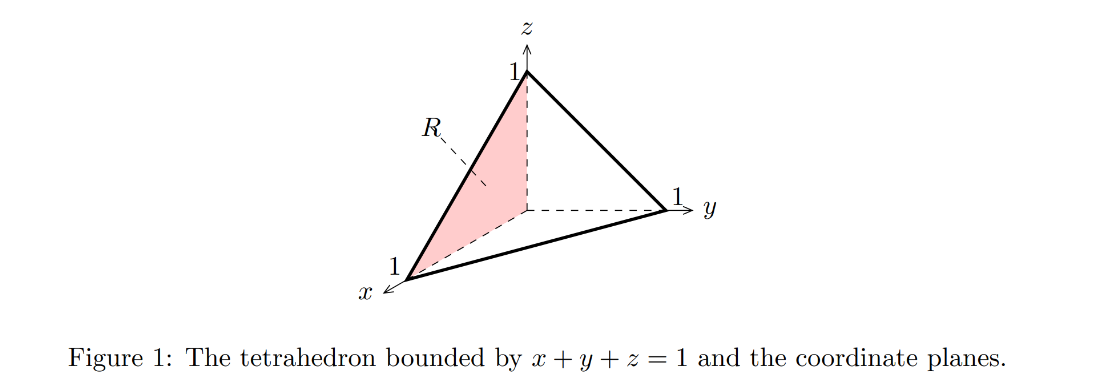 z
1
R
1
y
1
x
Figure 1: The tetrahedron bounded by x + y + z = 1 and the coordinate planes.